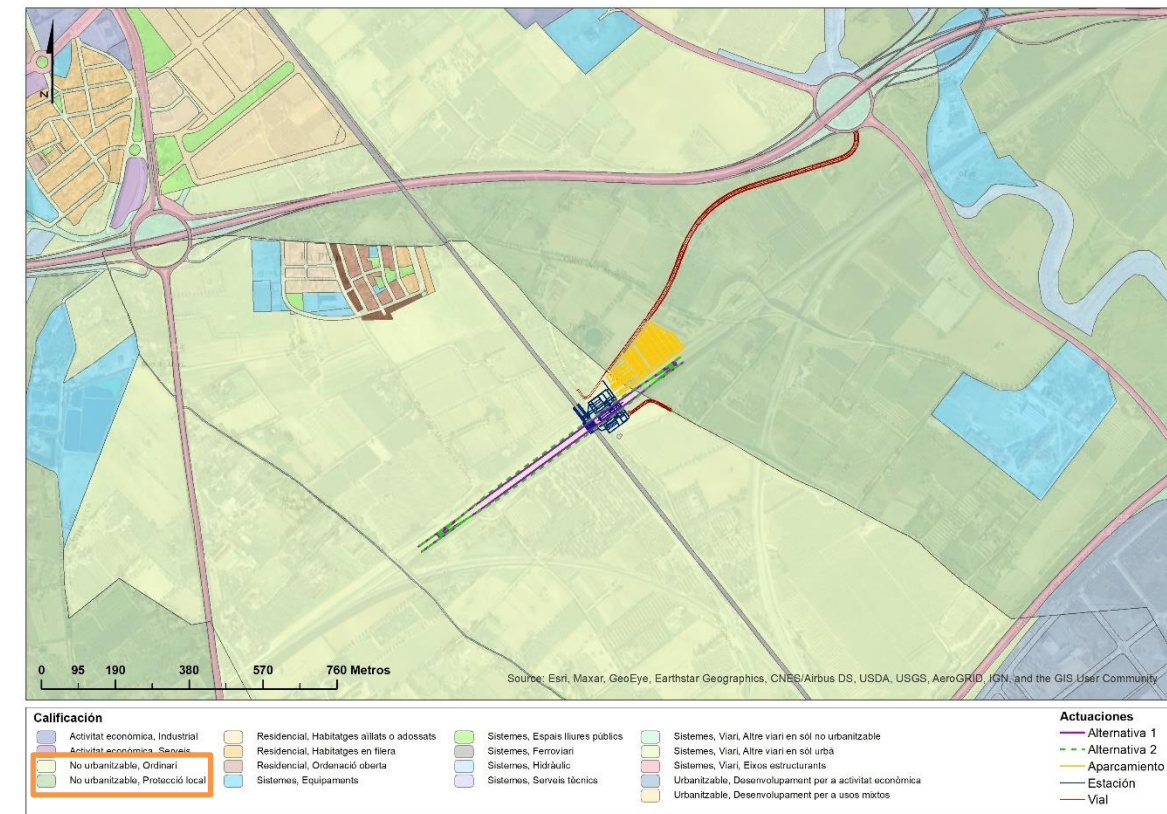 N
0 95 190 380 570 760 Metros
Source: Esri, Maxar, GeoEye, Earthstar Geographics, CNES/Airbus DS, USDA, USGS, AeroGRID, IGN, and the GIS User Community
Calificación
Activitat econòmica, Industrial
Activitat econòmica, Serveis
No urbanitzable, Ordinari
No urbanitzable, Protecció local
Residencial, Habitatges aïllats o adossats
Residencial, Habitatges en filera
Residencial, Ordenació oberta
Sistemes, Equipaments
Sistemes, Espais lliures públics
Sistemes, Ferroviari
Sistemes, Hidràulic
Sistemes, Serveis tècnics
Sistemes, Viari, Altre viari en sòl no urbanitzable
Sistemes, Viari, Altre viari en sòl urbà
Sistemes, Viari, Eixos estructurants
Urbanitzable, Desenvolupament per a activitat econòmica
Urbanitzable, Desenvolupament per a usos mixtos
Actuaciones
Alternativa 1
Alternativa 2
Aparcamiento
Estación
Vial